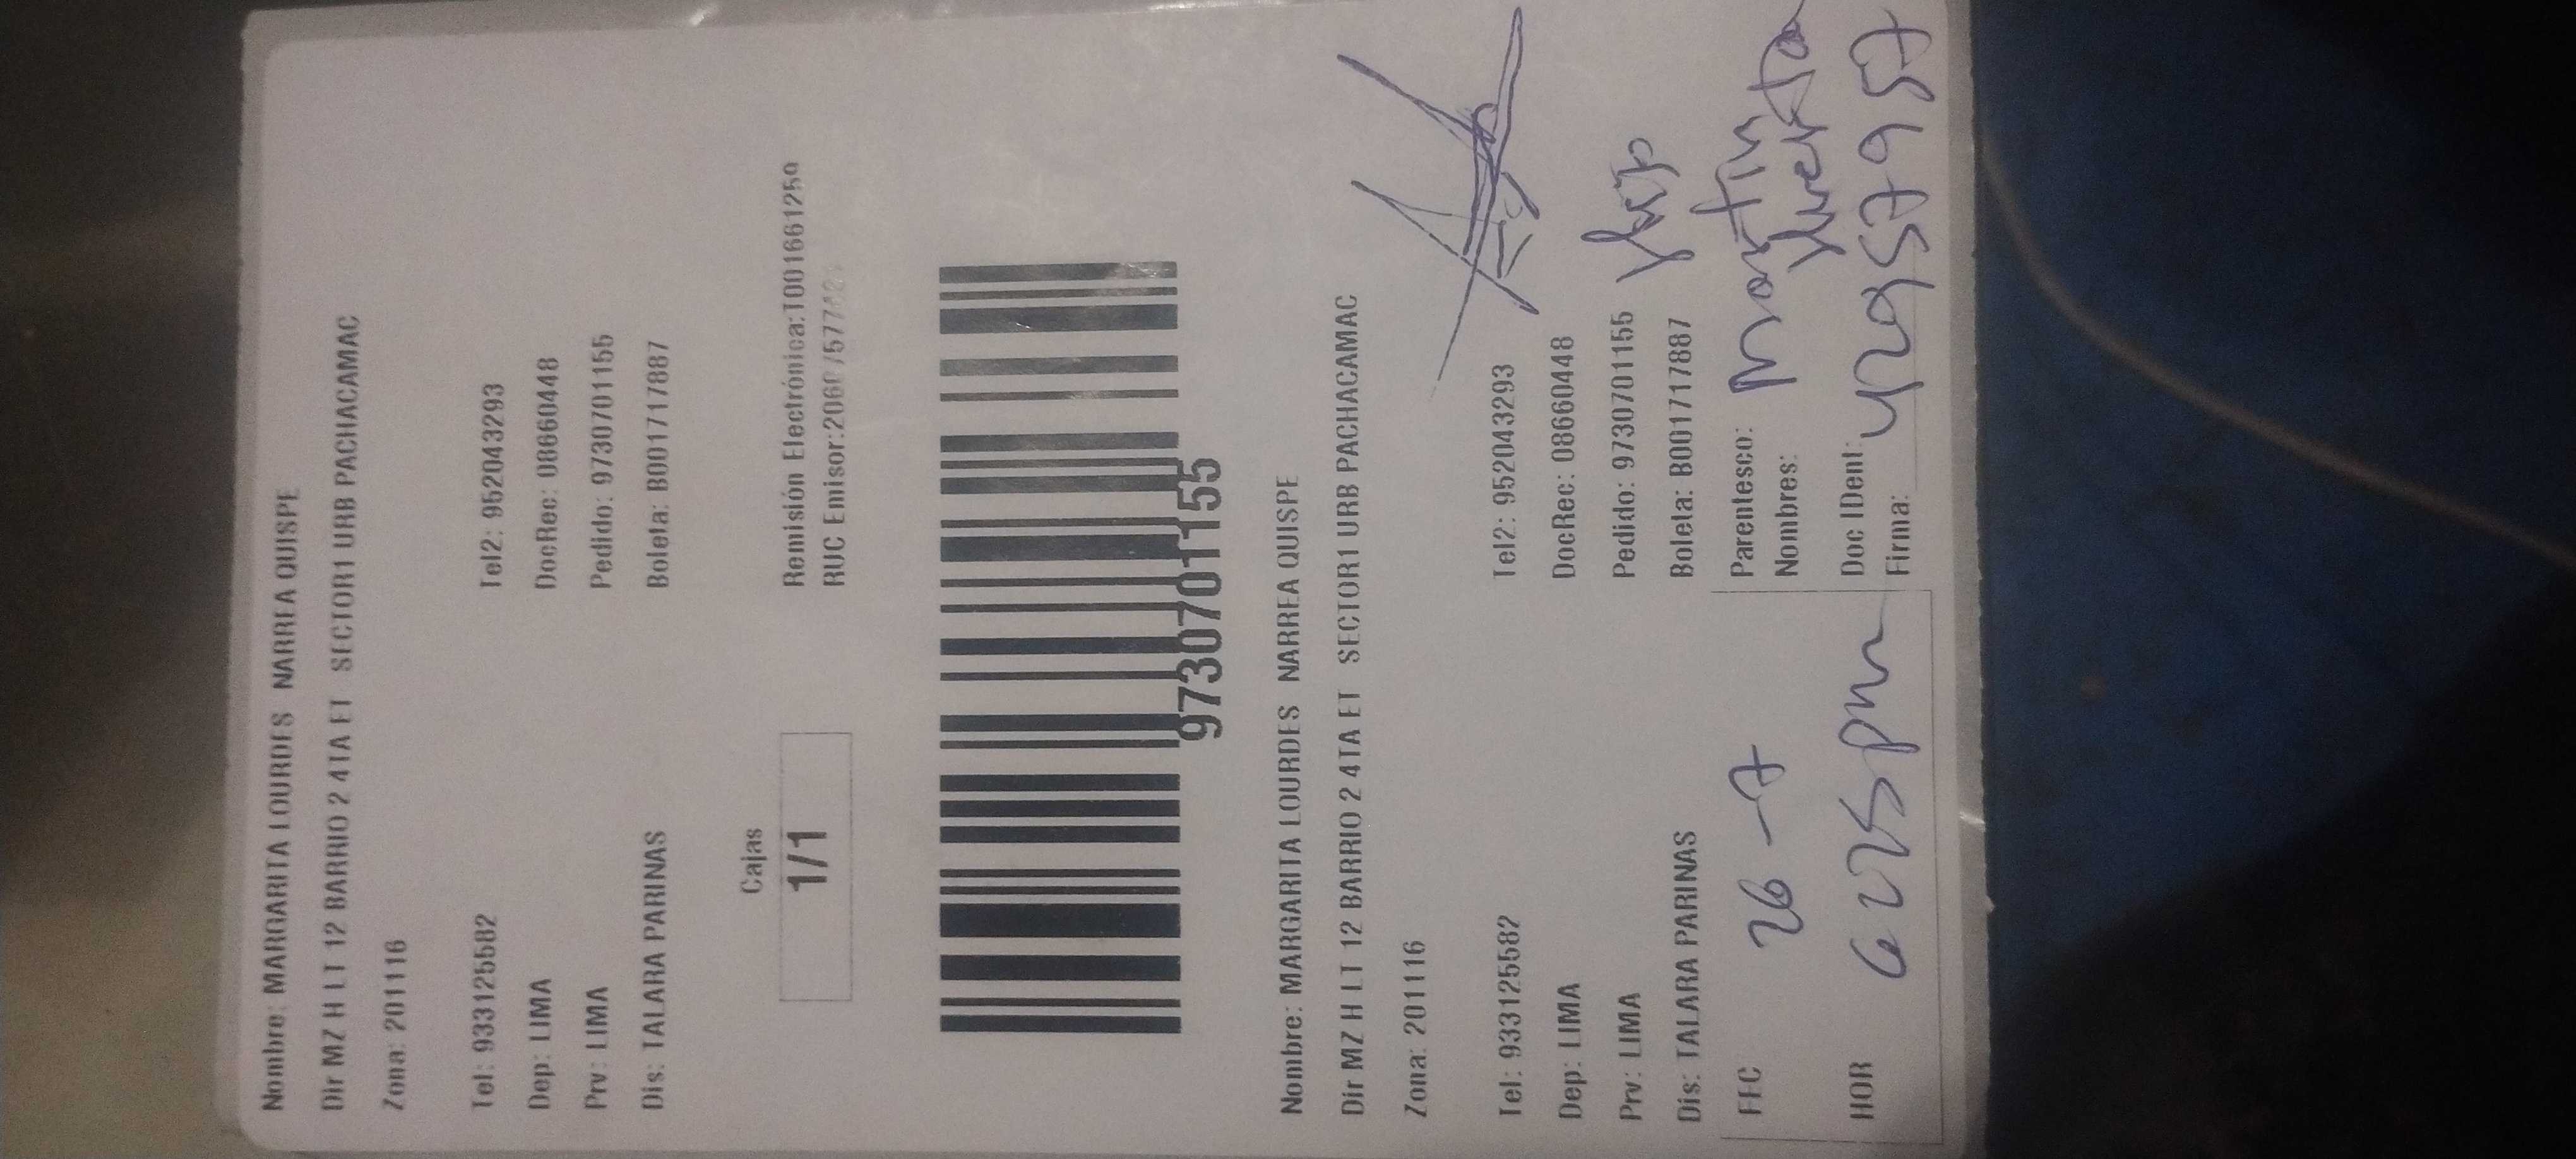 Nombre: MARGARITA LOURDES NARREA QUISPE
Dir MZ H LT 12 BARRIO 2 4TA ET SECTOR1 URB PACHACAMAC
Zona: 201116
Tel: 933125582 Tel2: 952043293
Dep: LIMA DocRec: 08660448
Prv: LIMA Pedido: 9730701155
Dis: TALARA PARINAS Boleta: B001717887
Cajas
1/1
Remisión Electrónica:T001661259
RUC Emisor:
9730701155
Nombre: MARGARITA LOURDES NARREA QUISPE
Dir MZ H LT 12 BARRIO 2 4TA ET SECTOR1 URB PACHACAMAC
Zona: 201116
Tel: 933125582 Tel2: 952043293
Dep: LIMA DocRec: 08660448
Prv: LIMA Pedido: 9730701155
Dis: TALARA PARINAS Boleta: B001717887
FEC 26-7 Parentesco: Martin
Nombres:
HOR 6:25pm Doc IDent: 42957957
Firma: